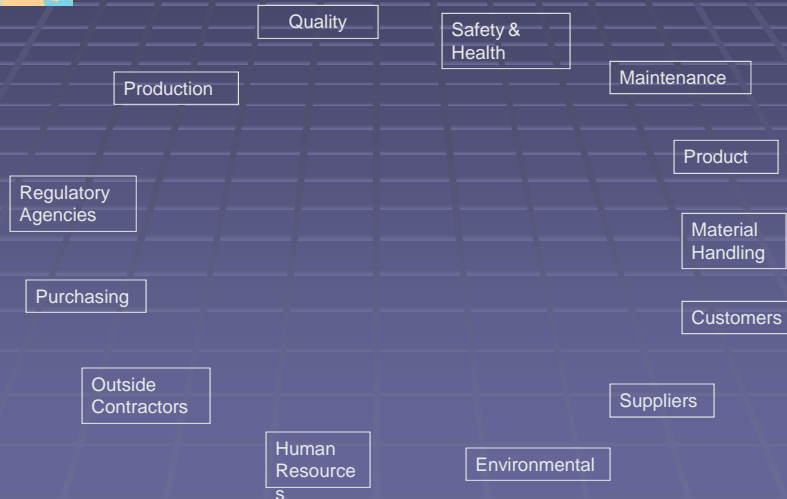 Quality
Safety &
Health
Production
Maintenance
Product
Regulatory
Agencies
Material
Handling
Purchasing
Customers
Outside
Contractors
Suppliers
Human
Resource
s
Environmental